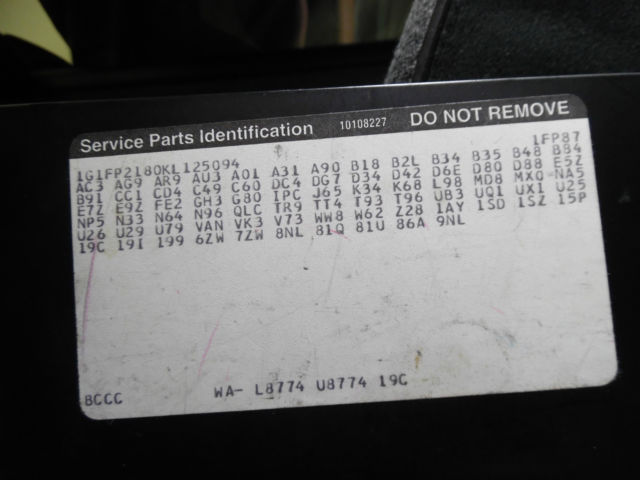 Service Parts Identification 10108227 DO NOT REMOVE
1G1FP2180KL125094 1FP87
AC3 AG9 AR9 AU3 A01 A31 A90 B18 B2L B34 B35 B48 B84
B91 CC1 CD4 C49 C60 DC4 DG7 D34 D42 D6E D80 D88 E5Z
E7Z E9Z FE2 GH3 G80 IPC J65 K34 K68 L98 MD8 MX0 NA5
NP5 N33 N64 N96 QLC TR9 TT4 T93 T96 UB3 UQ1 UX1 U25
U26 U29 U79 VAN VK3 V73 WW8 W62 Z28 1AY 1SD 1SZ 15P
19C 19I 199 6ZW 7ZW 8NL 81Q 81U 86A 9NL
8CCC WA- L8774 U8774 19C